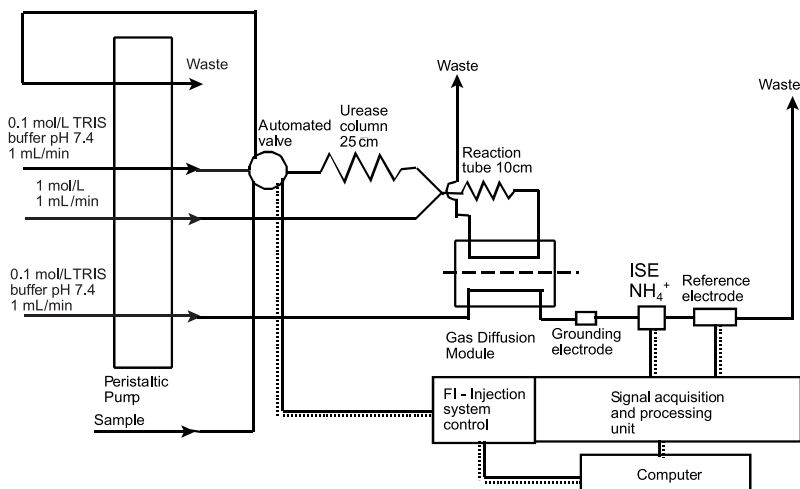 Waste
0.1 mol/L TRIS
buffer pH 7.4
1 mL/min
1 mol/L
1 mL/min
0.1 mol/LTRIS
buffer pH 7.4
1 mL/min
Peristaltic
Pump
Sample
Automated
valve
Urease
column
25cm
Waste
Reaction
tube 10cm
Waste
Gas Diffusion
Module
Grounding
electrode
ISE
NH₄⁺
Reference
electrode
FI - Injection
system
control
Signal acquisition
and processing
unit
Computer